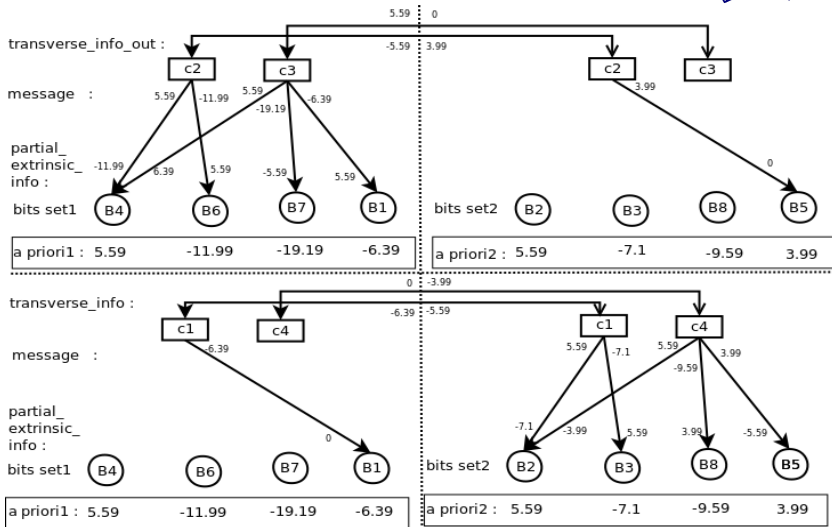 5.59 0
transverse_info_out : -5.59 3.99
c2 c3 c2 c3
message : 5.59 -11.99 5.59 -19.19 -6.39 3.99
partial_
extrinsic_
info :
-11.99 6.39 5.59 -5.59 5.59 0
bits set1 B4 B6 B7 B1 bits set2 B2 B3 B8 B5
a priori1 : 5.59 -11.99 -19.19 -6.39 a priori2 : 5.59 -7.1 -9.59 3.99
0 -3.99
transverse_info : -6.39 -5.59
c1 c4 c1 c4
message : -6.39 5.59 -7.1 5.59 -9.59 3.99
partial_
extrinsic_
info :
0 -7.1 -3.99 5.59 3.99 -5.59
bits set1 B4 B6 B7 B1 bits set2 B2 B3 B8 B5
a priori1 : 5.59 -11.99 -19.19 -6.39 a priori2 : 5.59 -7.1 -9.59 3.99